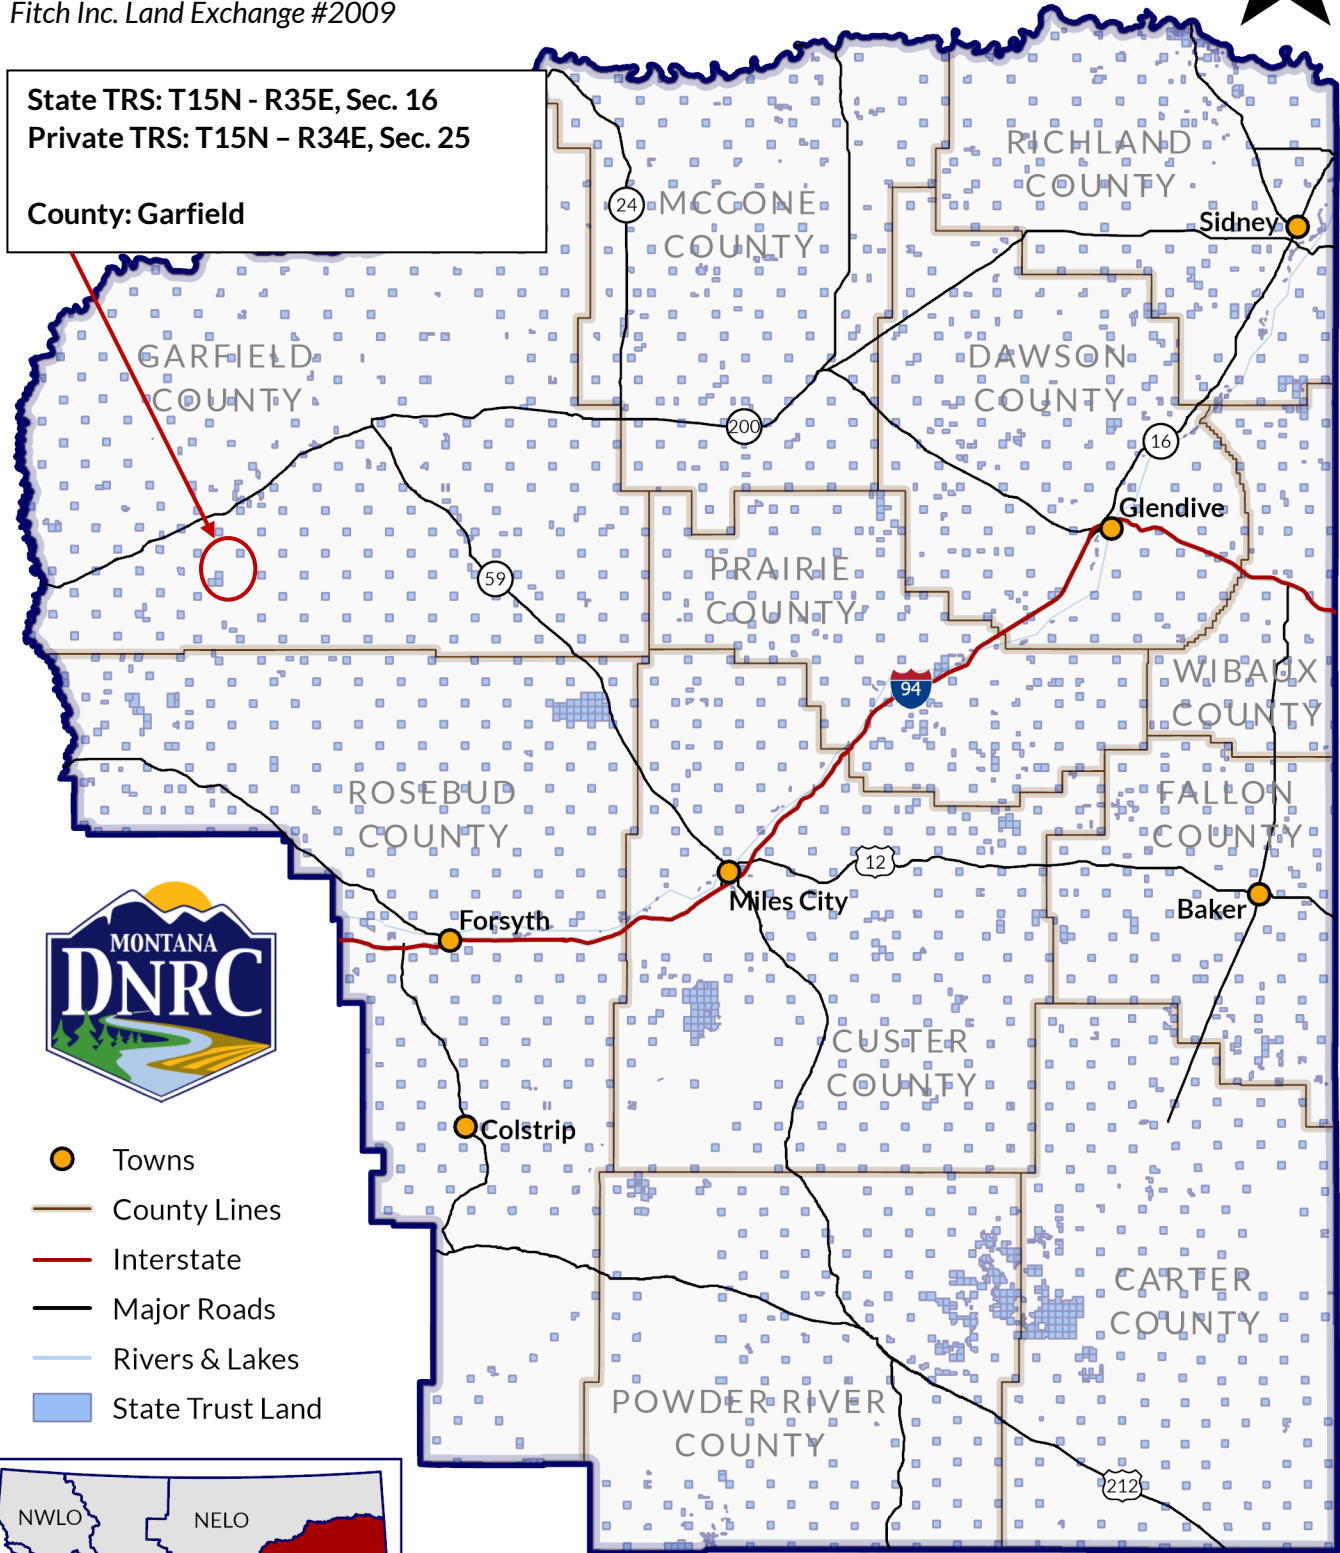 Fitch Inc. Land Exchange #2009
State TRS: T15N - R35E, Sec. 16
Private TRS: T15N – R34E, Sec. 25
County: Garfield
RICHLAND
COUNTY
24
MCCONE
COUNTY
Sidney
GARFIELD
COUNTY
DAWSON
COUNTY
200
16
Glendive
59
PRAIRIE
COUNTY
94
WIBAUX
COUNTY
ROSEBUD
COUNTY
FALLON
COUNTY
12
Miles City
Baker
Forsyth
MONTANA
DNRC
CUSTER
COUNTY
Colstrip
Towns
County Lines
Interstate
Major Roads
Rivers & Lakes
State Trust Land
CARTER
COUNTY
POWDER RIVER
COUNTY
212
NWLO
NELO